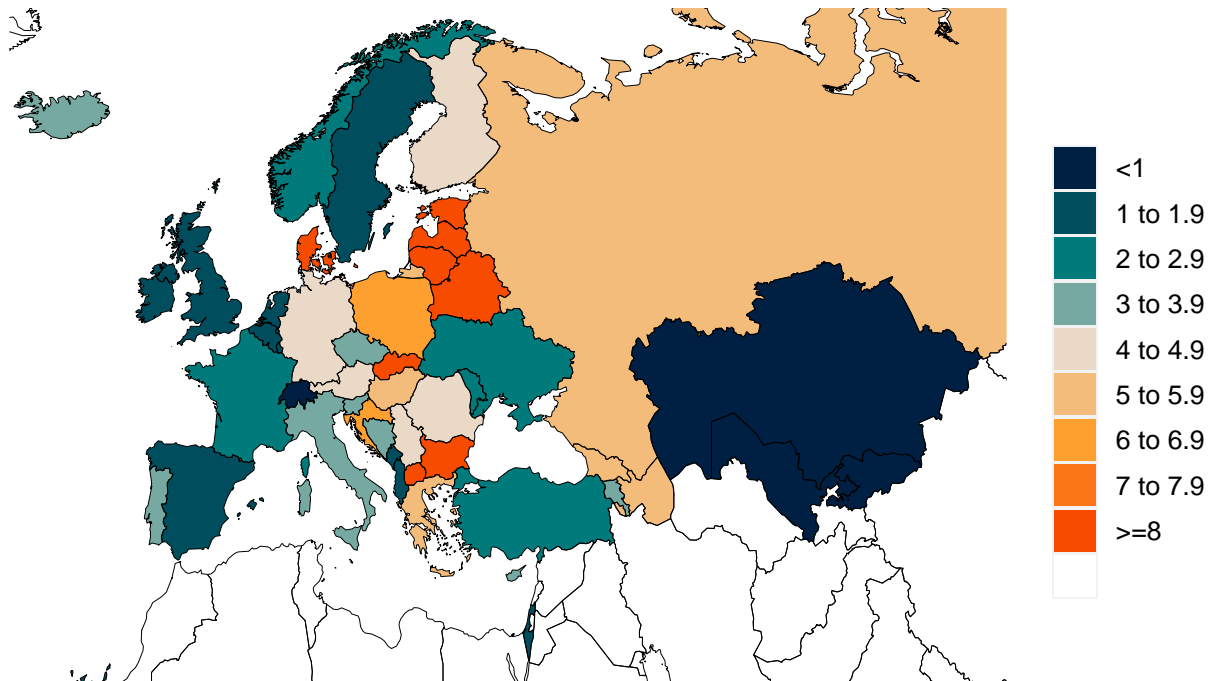 <1
1 to 1.9
2 to 2.9
3 to 3.9
4 to 4.9
5 to 5.9
6 to 6.9
7 to 7.9
>=8